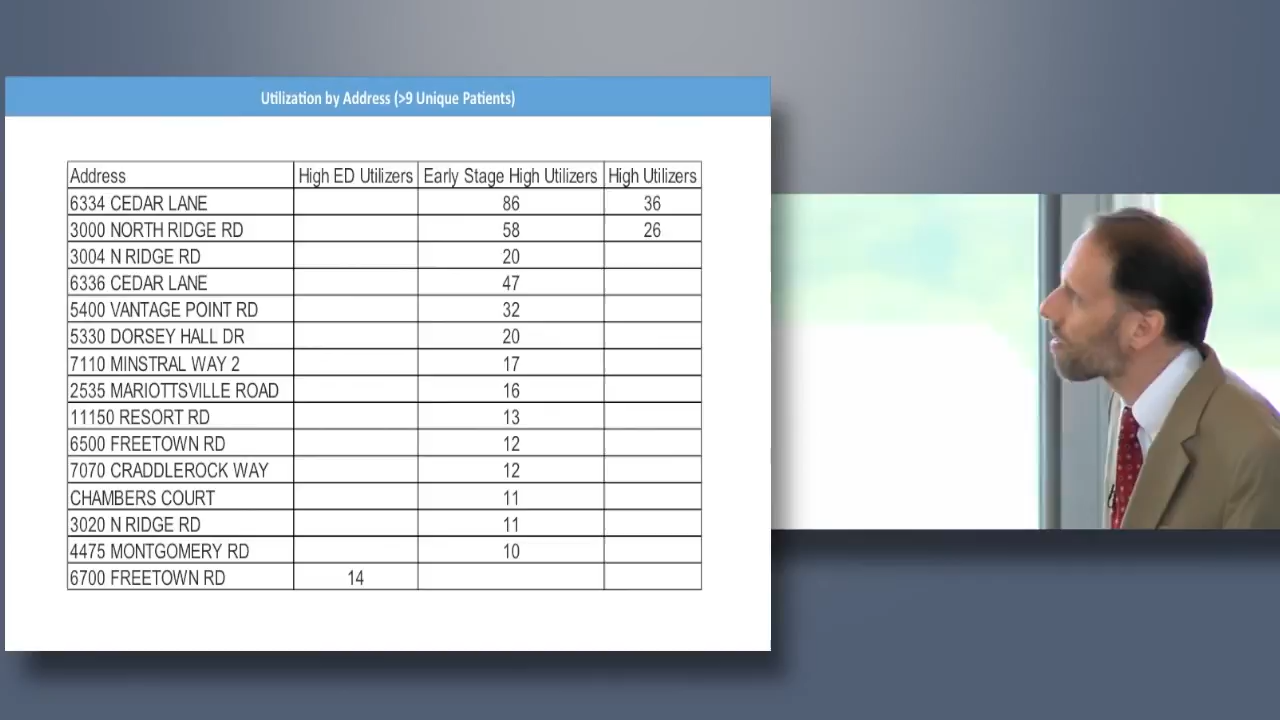 Utilization by Address (>9 Unique Patients)
Address High ED Utilizers Early Stage High Utilizers High Utilizers
6334 CEDAR LANE 86 36
3000 NORTH RIDGE RD 58 26
3004 N RIDGE RD 20
6336 CEDAR LANE 47
5400 VANTAGE POINT RD 32
5330 DORSEY HALL DR 20
7110 MINSTRAL WAY 2 17
2535 MARIOTTSVILLE ROAD 16
11150 RESORT RD 13
6500 FREETOWN RD 12
7070 CRADDLEROCK WAY 12
CHAMBERS COURT 11
3020 N RIDGE RD 11
4475 MONTGOMERY RD 10
6700 FREETOWN RD 14